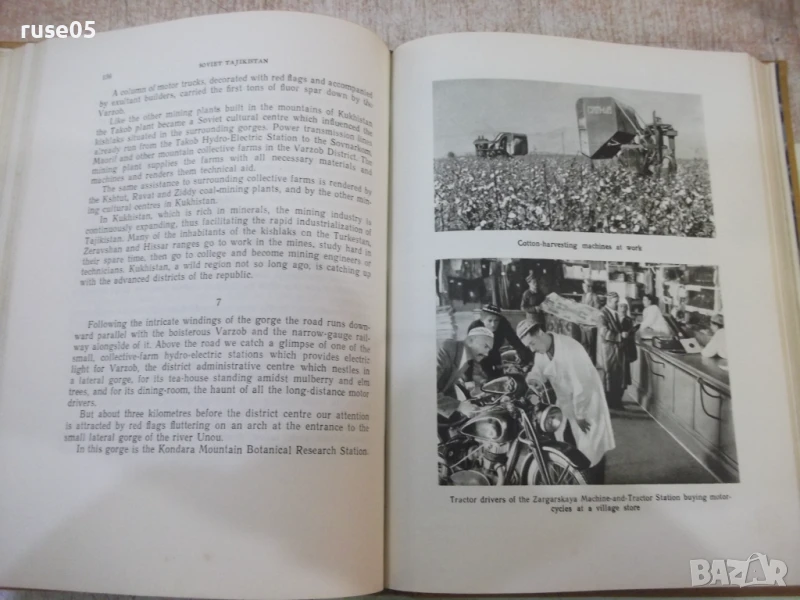 ruse05
SOVIET TAJIKISTAN
A column of motor trucks, decorated with red flags and accompanied
by exultant builders, carried the first tens of fluor spar down by the
Varzob.
Like the other mining plants built in the mountains of Kukhistan
the Takob plant became a Soviet cultural centre which influenced the
kishlaks situated in the surrounding gorges. Power transmission lines
already run from the Takob Hydro-Electric Station to the Sovnarkom,
and other mountain collective farms in the Varzob District. The
mining plant supplies the farms with all necessary materials and
machines and renders them technical aid.
The same assistance to surrounding collective farms is rendered by
the Kshtut, Ravat and Ziddy coal-mining plants, and by the other min-
ing cultural centres in Kukhistan.
In Kukhistan, which is rich in minerals, the mining industry is
continuously expanding, thus facilitating the rapid industrialization of
Tajikistan. Many of the inhabitants of the kishlaks on the Turkestan,
Zeravshan and Hissar ranges go to work in the mines, study hard in
their spare time, then go to college and become mining engineers or
technicians. Kukhistan, a wild region not so long ago, is catching up
with the advanced districts of the republic.
7
Following the intricate windings of the gorge the road runs down-
ward parallel with the boisterous Varzob and the narrow-gauge rail-
way alongside of it. Above the road we catch a glimpse of one of the
small, collective-farm hydro-electric stations which provides electric
light for Varzob, the district administrative centre which nestles in
a lateral gorge, for its tea-house standing amidst mulberry and elm
trees, and for its dining-room, the haunt of all the long-distance motor
drivers.
But about three kilometres before the district centre our attention
is attracted by red flags fluttering on an arch at the entrance to the
small lateral gorge of the river Unou.
In this gorge is the Kondara Mountain Botanical Research Station.
Cotton-harvesting machines at work
Tractor drivers of the Zargarskaya Machine-and-Tractor Station buying motor-
cycles at a village store
BAZAR
bazar.bg